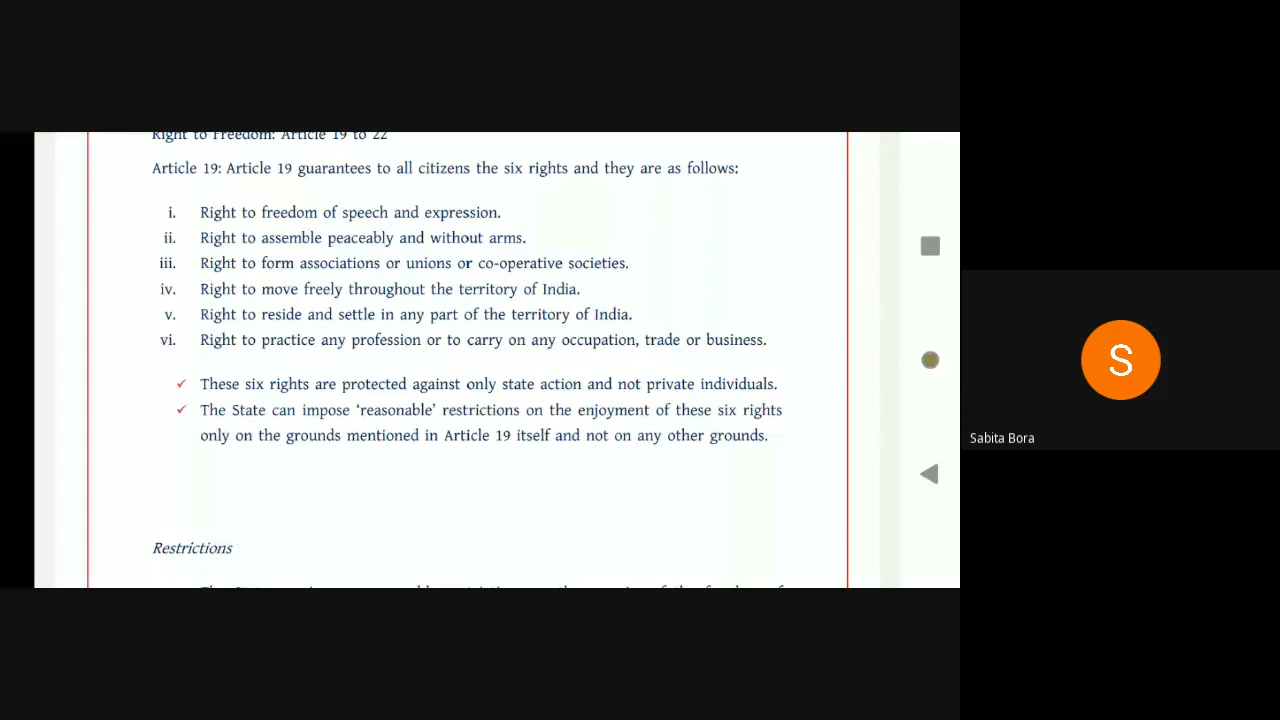 Right to Freedom: Article 19 to 22
Article 19: Article 19 guarantees to all citizens the six rights and they are as follows:
i. Right to freedom of speech and expression.
ii. Right to assemble peaceably and without arms.
iii. Right to form associations or unions or co-operative societies.
iv. Right to move freely throughout the territory of India.
v. Right to reside and settle in any part of the territory of India.
vi. Right to practice any profession or to carry on any occupation, trade or business.
✓ These six rights are protected against only state action and not private individuals.
✓ The State can impose ‘reasonable’ restrictions on the enjoyment of these six rights
only on the grounds mentioned in Article 19 itself and not on any other grounds.
Restrictions
S
Sabita Bora